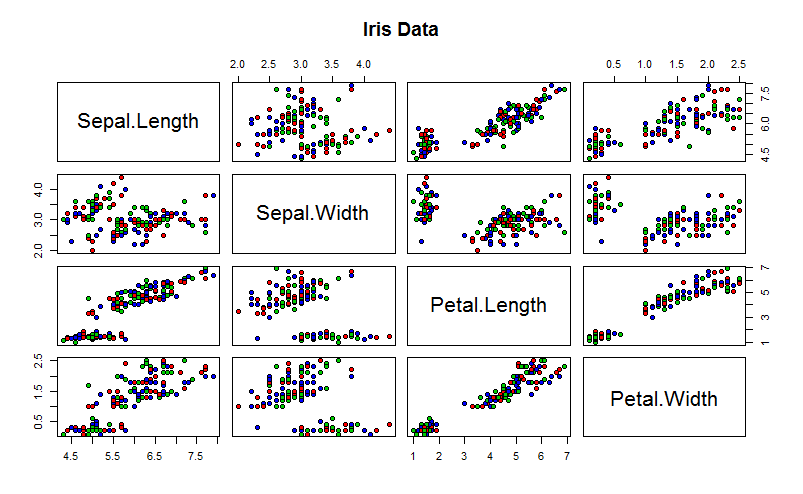 Iris Data
2.0 2.5 3.0 3.5 4.0
0.5 1.0 1.5 2.0 2.5
Sepal.Length
4.5 6.0 7.5
2.0 3.0 4.0
Sepal.Width
Petal.Length
1 3 5 7
0.5 1.5 2.5
Petal.Width
4.5 5.5 6.5 7.5
1 2 3 4 5 6 7